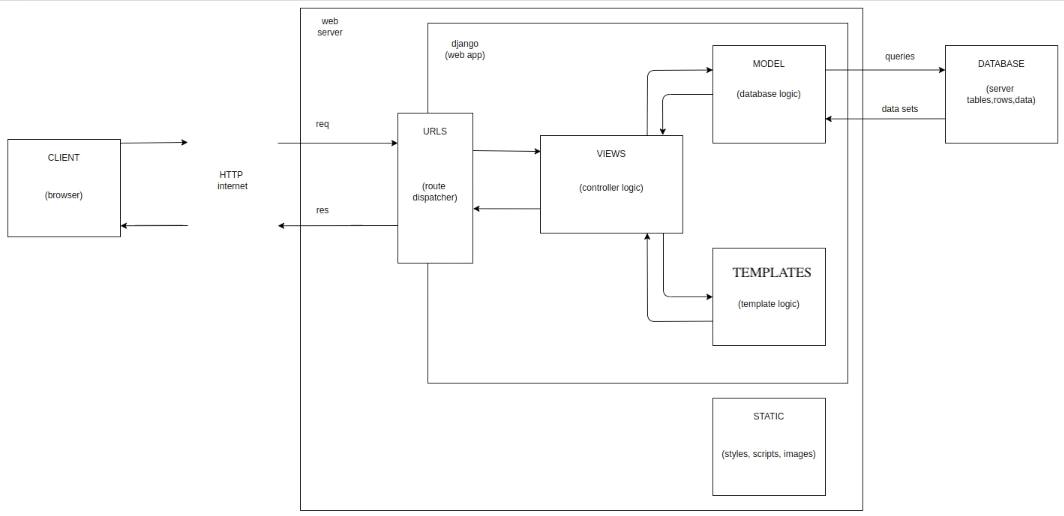 web
server
django
(web app)
MODEL
(database logic)
queries
data sets
DATABASE
(server
tables,rows,data)
CLIENT
(browser)
HTTP
internet
req
res
URLS
(route
dispatcher)
VIEWS
(controller logic)
TEMPLATES
(template logic)
STATIC
(styles, scripts, images)